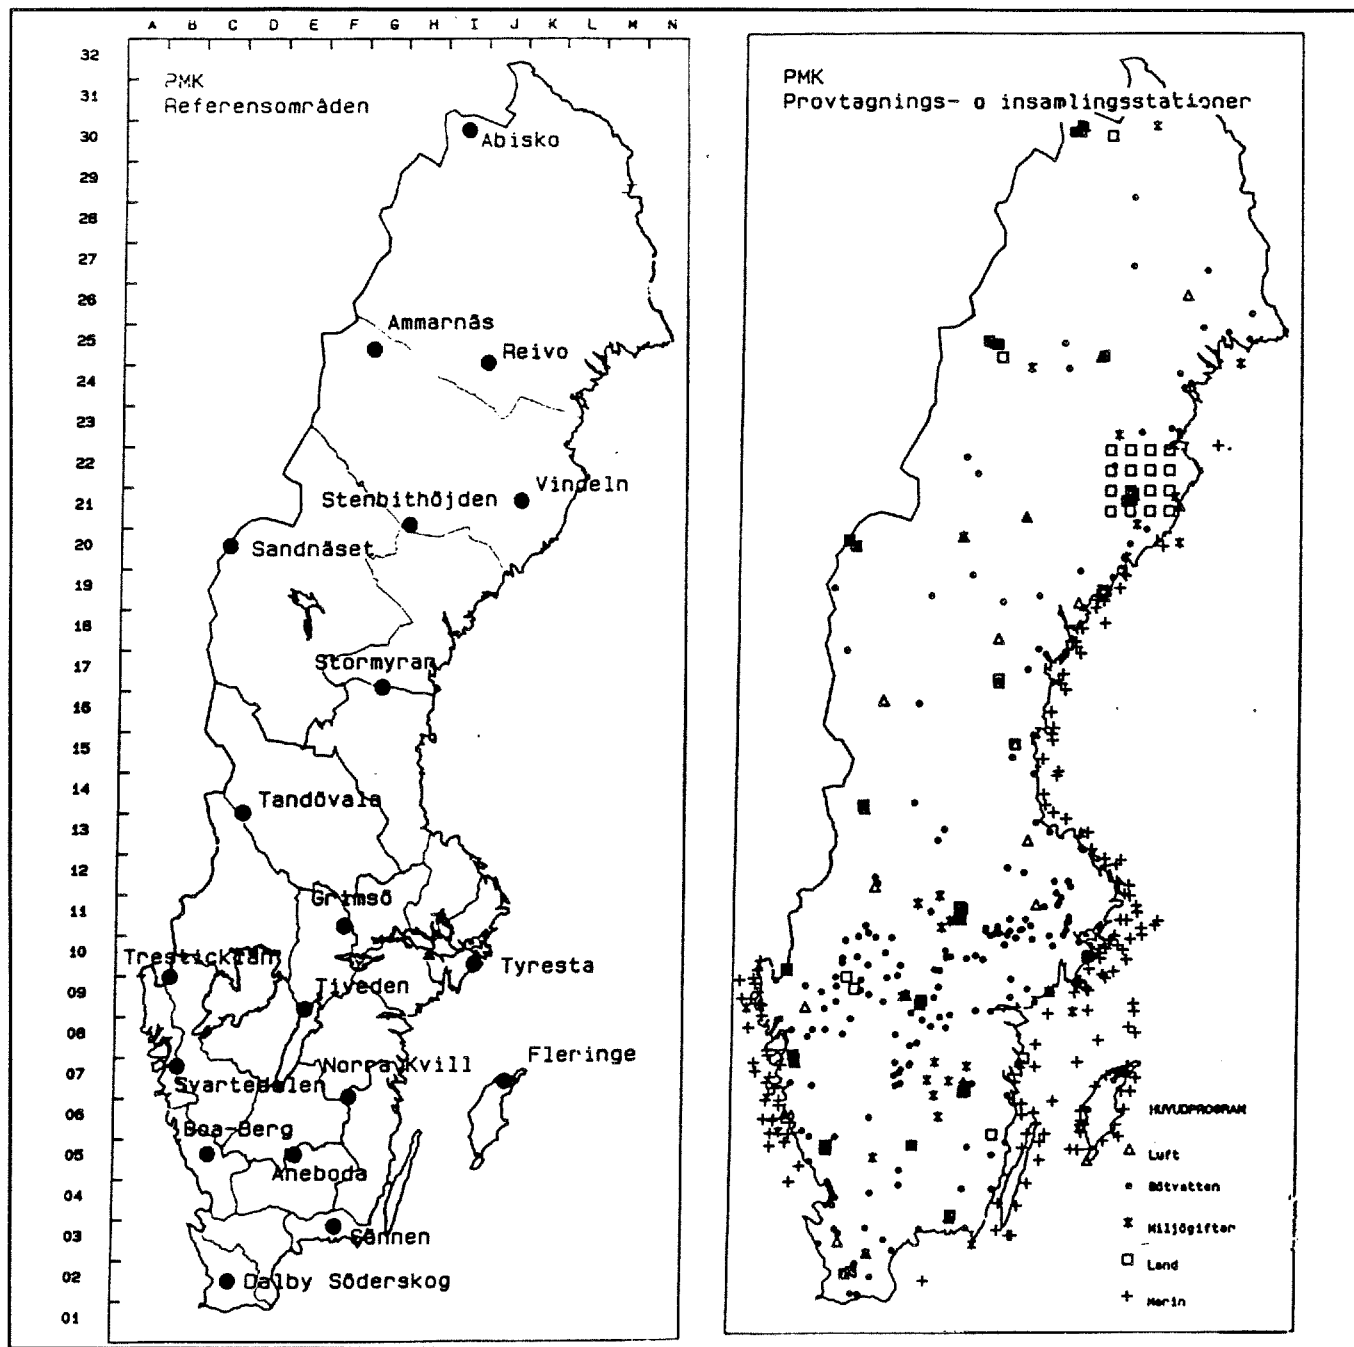 A B C D E F G H I J K L M N
32
31
30
29
28
27
26
25
24
23
22
21
20
19
18
17
16
15
14
13
12
11
10
09
08
07
06
05
04
03
02
01
PMK
Referensområden
Abisko
Ammarnäs
Reivo
Vindeln
Stenbithöjden
Sandnäset
Stormyran
Tandövala
Grimsö
Tresticklan
Tyresta
Tiveden
Norra Kvill
Fleringe
Svartedalen
Boa-Berg
Aneboda
Sännen
Dalby Söderskog
PMK
Provtagnings- o insamlingsstationer
HUVUDPROGRAM
Luft
Sötvatten
Miljögifter
Land
Marin